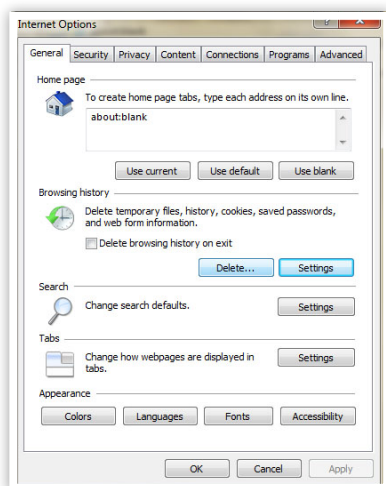 Internet Options
General Security Privacy Content Connections Programs Advanced
Home page
To create home page tabs, type each address on its own line.
about:blank
Use current Use default Use blank
Browsing history
Delete temporary files, history, cookies, saved passwords,
and web form information.
Delete browsing history on exit
Delete... Settings
Search
Change search defaults. Settings
Tabs
Change how webpages are displayed in
tabs.
Settings
Appearance
Colors Languages Fonts Accessibility
OK Cancel Apply